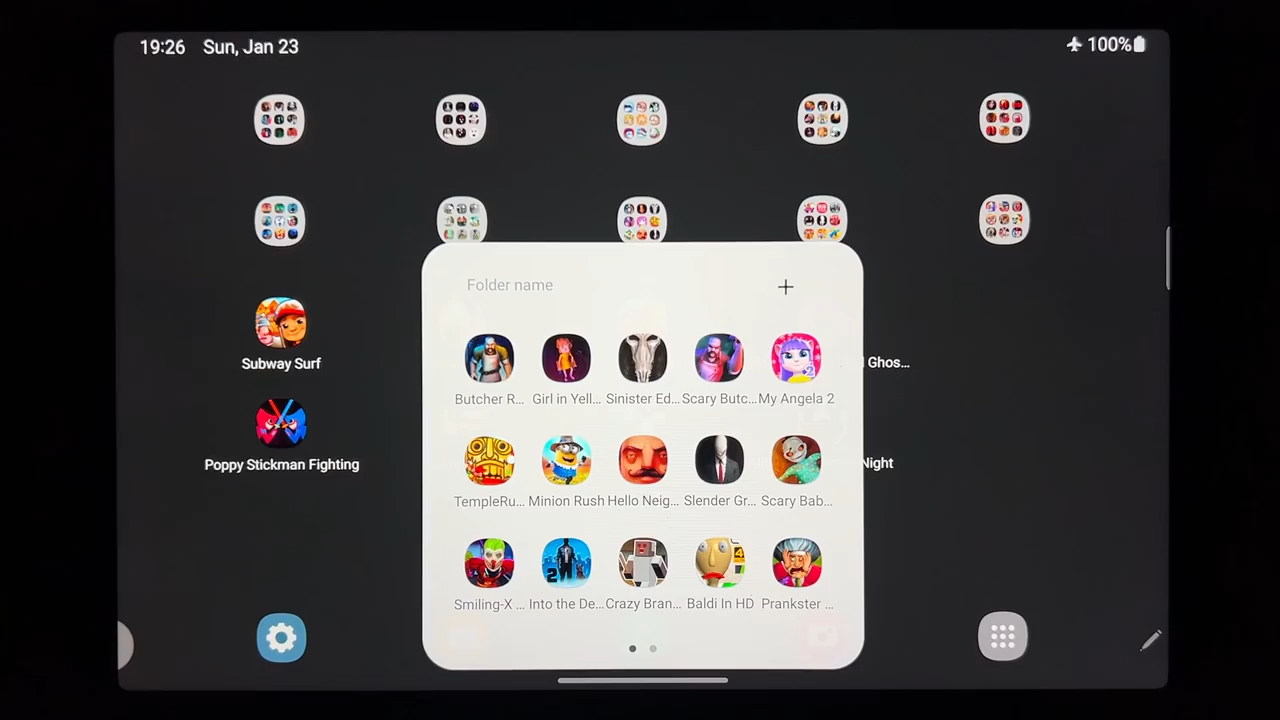 19:26 Sun, Jan 23
100%
Folder name
+
Subway Surf
Butcher R... Girl in Yell... Sinister Ed... Scary Butc... My Angela 2
l Ghos...
Poppy Stickman Fighting
TempleRu... Minion Rush Hello Neig... Slender Gr... Scary Bab...
Night
2
4
Smiling-X ... Into the De... Crazy Bran... Baldi In HD Prankster ...